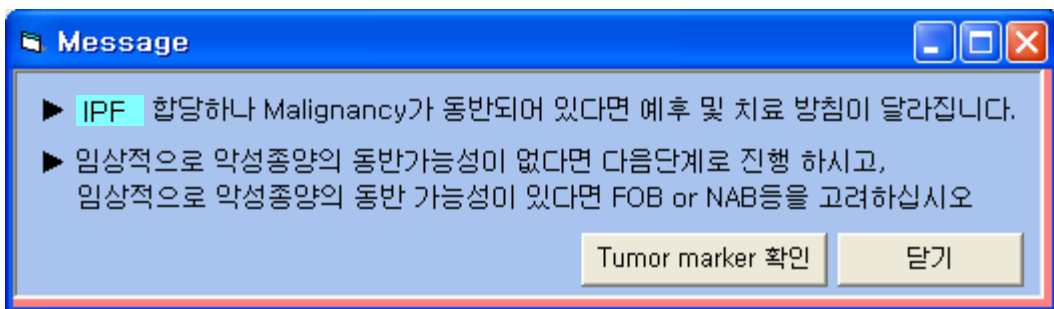 Message
▶ IPF 합당하나 Malignancy가 동반되어 있다면 예후 및 치료 방침이 달라집니다.
▶ 임상적으로 악성종양의 동반가능성이 없다면 다음단계로 진행 하시고,
임상적으로 악성종양의 동반 가능성이 있다면 FOB or NAB등을 고려하십시오
Tumor marker 확인 닫기